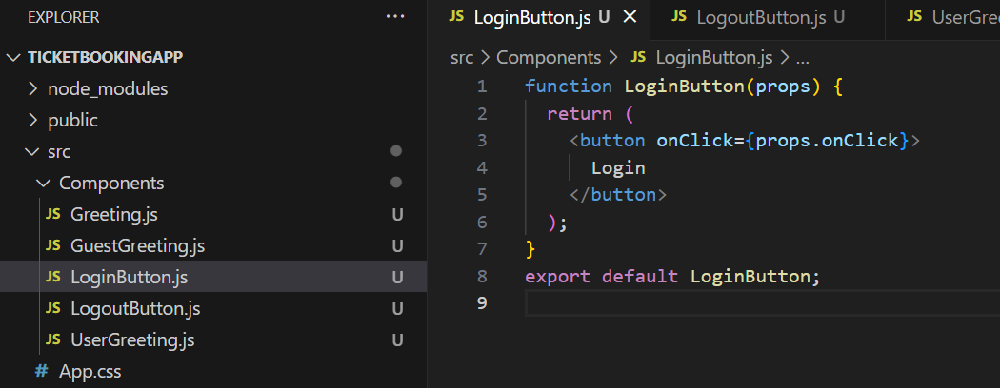 EXPLORER ...
TICKETBOOKINGAPP
node_modules
public
src
Components
JS Greeting.js U
JS GuestGreeting.js U
JS LoginButton.js U
JS LogoutButton.js U
JS UserGreeting.js U
# App.css
JS LoginButton.js U JS LogoutButton.js U JS UserGree
src > Components > JS LoginButton.js > ...
1 function LoginButton(props) {
2 return (
3 <button onClick={props.onClick}>
4 Login
5 </button>
6 );
7 }
8 export default LoginButton;
9